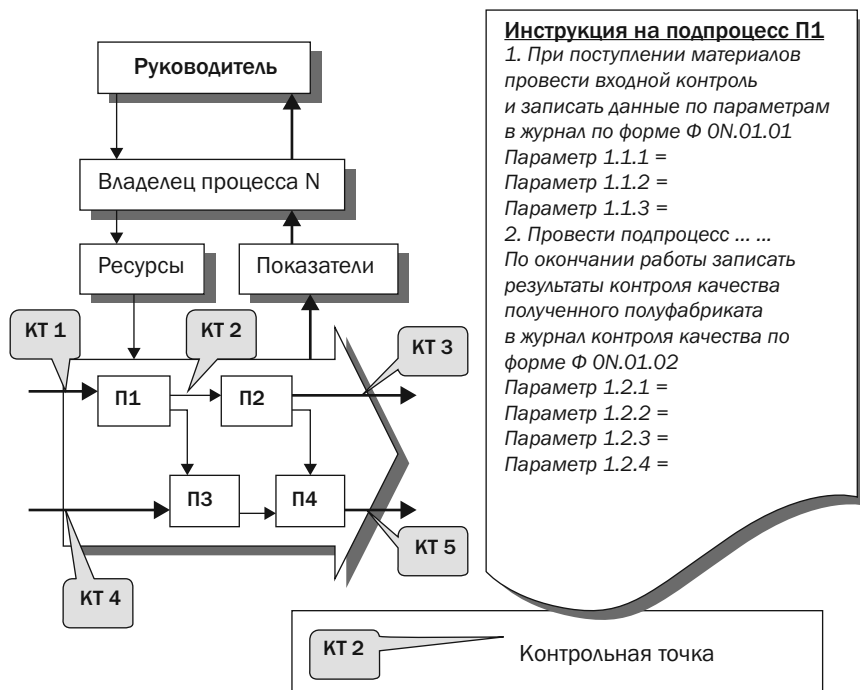 Руководитель
Владелец процесса N
Ресурсы
Показатели
КТ 1
КТ 2
КТ 3
П1
П2
П3
П4
КТ 4
КТ 5
Инструкция на подпроцесс П1
1. При поступлении материалов
провести входной контроль
и записать данные по параметрам
в журнал по форме Ф 0N.01.01
Параметр 1.1.1 =
Параметр 1.1.2 =
Параметр 1.1.3 =
2. Провести подпроцесс ... ...
По окончании работы записать
результаты контроля качества
полученного полуфабриката
в журнал контроля качества по
форме Ф 0N.01.02
Параметр 1.2.1 =
Параметр 1.2.2 =
Параметр 1.2.3 =
Параметр 1.2.4 =
КТ 2
Контрольная точка